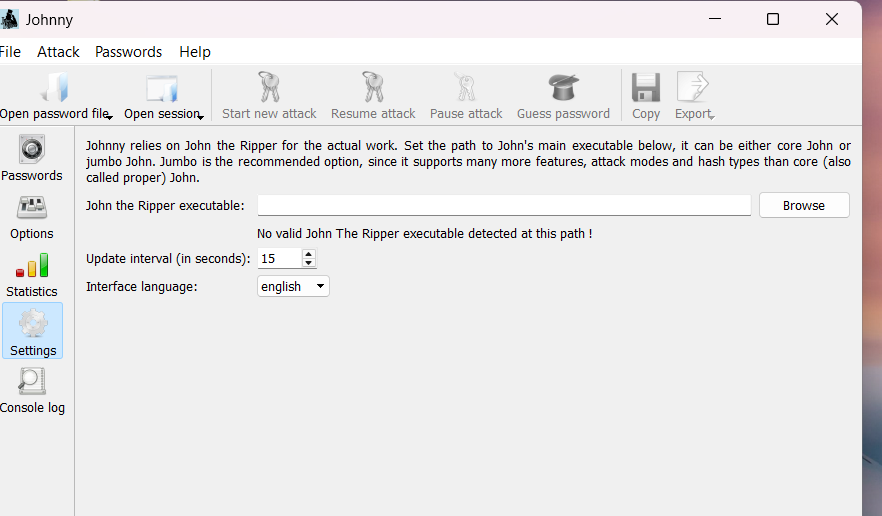 Johnny
File Attack Passwords Help
Open password file Open session Start new attack Resume attack Pause attack Guess password Copy Export
Passwords
Options
Statistics
Settings
Console log
Johnny relies on John the Ripper for the actual work. Set the path to John's main executable below, it can be either core John or
jumbo John. Jumbo is the recommended option, since it supports many more features, attack modes and hash types than core (also
called proper) John.
John the Ripper executable: Browse
No valid John The Ripper executable detected at this path !
Update interval (in seconds): 15
Interface language: english